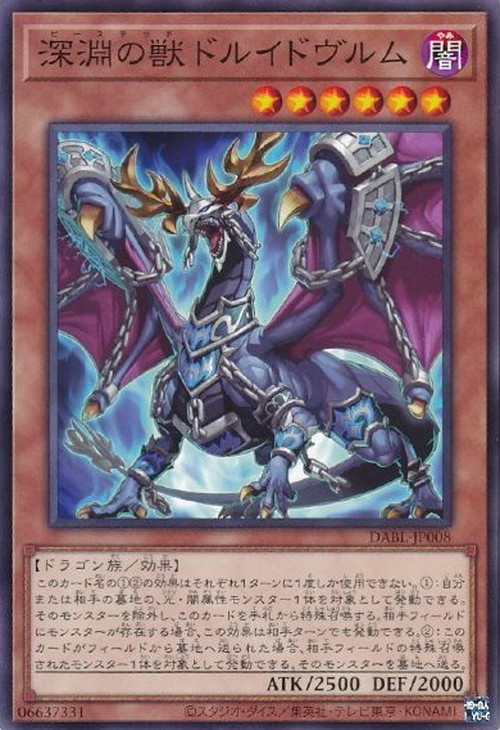 ビーステッド
深淵の獣ドルイドヴルム
やみ
闇
DABL-JP008
【ドラゴン族／効果】
このカード名の①②の効果はそれぞれ1ターンに1度しか使用できない。①：自分
または相手の墓地の、光・闇属性モンスター1体を対象として発動できる。
そのモンスターを除外し、このカードを手札から特殊召喚する。相手フィールド
にモンスターが存在する場合、この効果は相手ターンでも発動できる。②：この
カードがフィールドから墓地へ送られた場合、相手フィールドの特殊召喚
されたモンスター1体を対象として発動できる。そのモンスターを墓地へ送る。
ATK/2500 DEF/2000
06637331 ©スタジオ・ダイス／集英社・テレビ東京・KONAMI